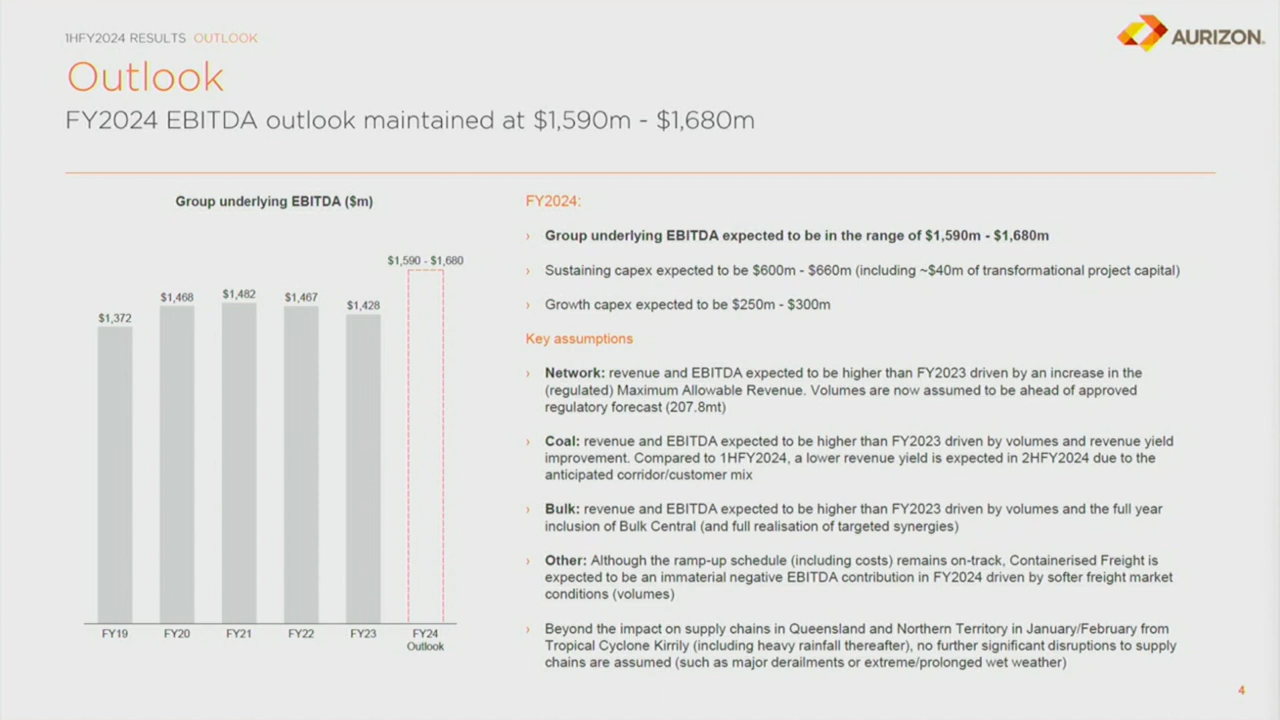 1HFY2024 RESULTS OUTLOOK
AURIZON.
Outlook
FY2024 EBITDA outlook maintained at $1,590m - $1,680m
Group underlying EBITDA ($m)
$1,372
$1,468
$1,482
$1,467
$1,428
$1,590 - $1,680
FY19
FY20
FY21
FY22
FY23
FY24
Outlook
FY2024:
› Group underlying EBITDA expected to be in the range of $1,590m - $1,680m
› Sustaining capex expected to be $600m - $660m (including ~$40m of transformational project capital)
› Growth capex expected to be $250m - $300m
Key assumptions
› Network: revenue and EBITDA expected to be higher than FY2023 driven by an increase in the
(regulated) Maximum Allowable Revenue. Volumes are now assumed to be ahead of approved
regulatory forecast (207.8mt)
› Coal: revenue and EBITDA expected to be higher than FY2023 driven by volumes and revenue yield
improvement. Compared to 1HFY2024, a lower revenue yield is expected in 2HFY2024 due to the
anticipated corridor/customer mix
› Bulk: revenue and EBITDA expected to be higher than FY2023 driven by volumes and the full year
inclusion of Bulk Central (and full realisation of targeted synergies)
› Other: Although the ramp-up schedule (including costs) remains on-track, Containerised Freight is
expected to be an immaterial negative EBITDA contribution in FY2024 driven by softer freight market
conditions (volumes)
› Beyond the impact on supply chains in Queensland and Northern Territory in January/February from
Tropical Cyclone Kirrily (including heavy rainfall thereafter), no further significant disruptions to supply
chains are assumed (such as major derailments or extreme/prolonged wet weather)
4